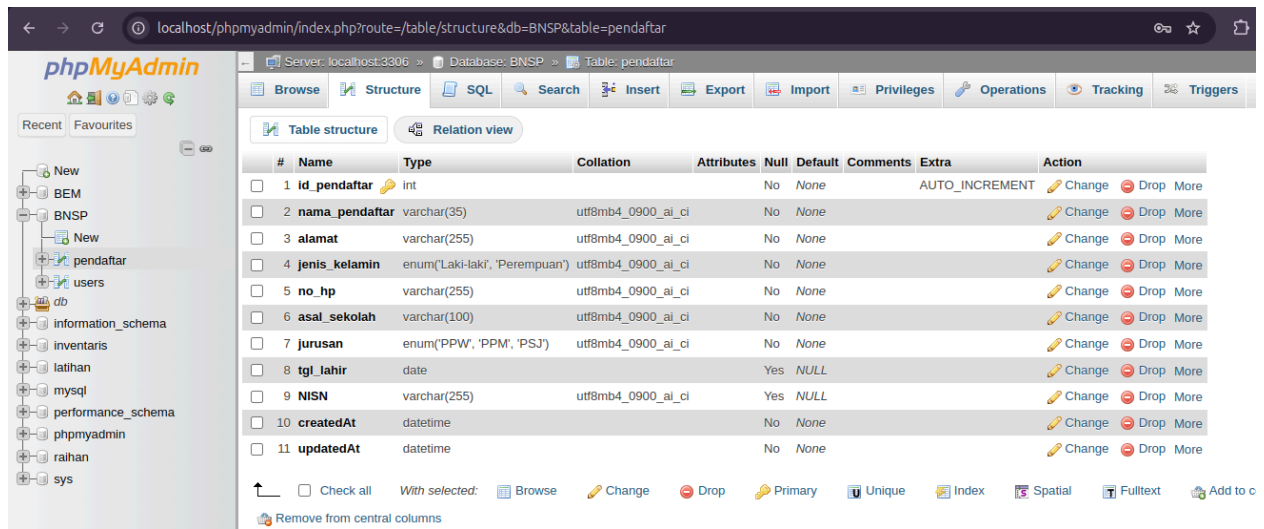 localhost/phpmyadmin/index.php?route=/table/structure&db=BNSP&table=pendaftar
phpMyAdmin
Recent Favourites
New
BEM
BNSP
New
pendaftar
users
db
information_schema
inventaris
latihan
mysql
performance_schema
phpmyadmin
raihan
sys
Server: localhost:3306 » Database: BNSP » Table: pendaftar
Browse Structure SQL Search Insert Export Import Privileges Operations Tracking Triggers
Table structure Relation view
# Name Type Collation Attributes Null Default Comments Extra Action
1 id_pendaftar int No None AUTO_INCREMENT Change Drop More
2 nama_pendaftar varchar(35) utf8mb4_0900_ai_ci No None Change Drop More
3 alamat varchar(255) utf8mb4_0900_ai_ci No None Change Drop More
4 jenis_kelamin enum('Laki-laki', 'Perempuan') utf8mb4_0900_ai_ci No None Change Drop More
5 no_hp varchar(255) utf8mb4_0900_ai_ci No None Change Drop More
6 asal_sekolah varchar(100) utf8mb4_0900_ai_ci No None Change Drop More
7 jurusan enum('PPW', 'PPM', 'PSJ') utf8mb4_0900_ai_ci No None Change Drop More
8 tgl_lahir date Yes NULL Change Drop More
9 NISN varchar(255) utf8mb4_0900_ai_ci Yes NULL Change Drop More
10 createdAt datetime No None Change Drop More
11 updatedAt datetime No None Change Drop More
Check all With selected: Browse Change Drop Primary Unique Index Spatial Fulltext Add to c
Remove from central columns